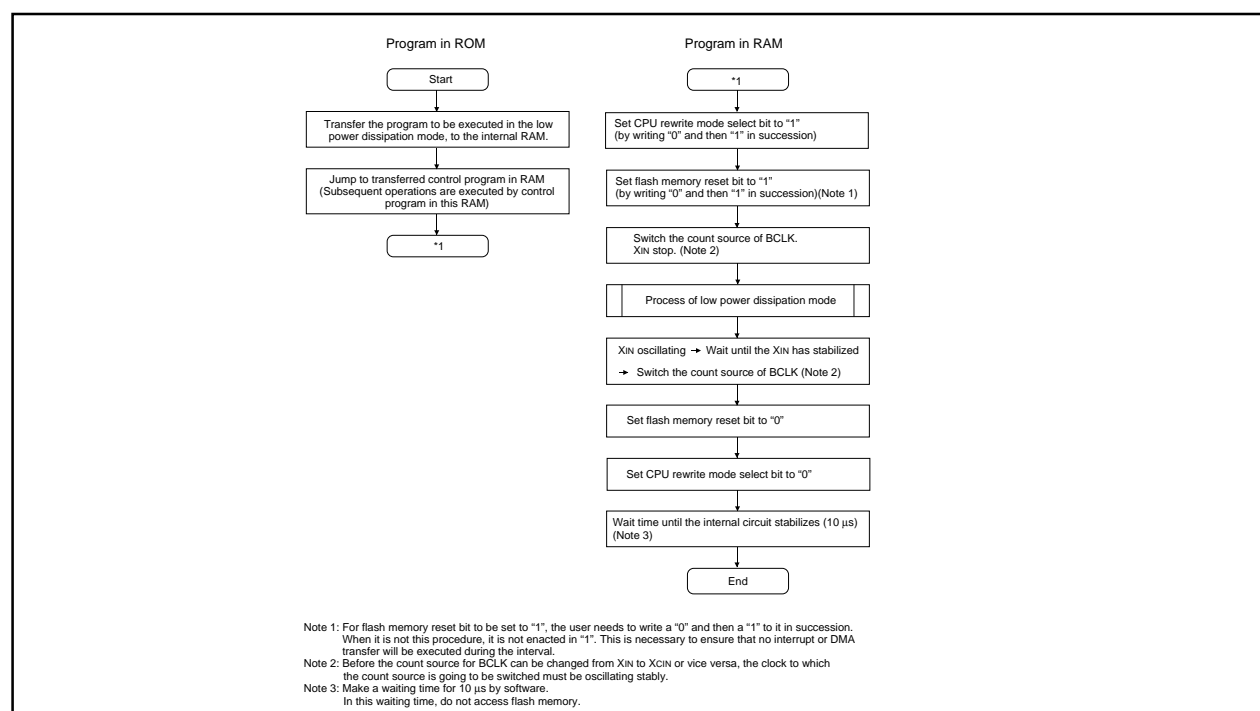 Program in ROM
Start
Transfer the program to be executed in the low
power dissipation mode, to the internal RAM.
Jump to transferred control program in RAM
(Subsequent operations are executed by control
program in this RAM)
*1
Program in RAM
*1
Set CPU rewrite mode select bit to “1”
(by writing “0” and then “1” in succession)
Set flash memory reset bit to “1”
(by writing “0” and then “1” in succession)(Note 1)
Switch the count source of BCLK.
XIN stop. (Note 2)
Process of low power dissipation mode
XIN oscillating → Wait until the XIN has stabilized
→ Switch the count source of BCLK (Note 2)
Set flash memory reset bit to “0”
Set CPU rewrite mode select bit to “0”
Wait time until the internal circuit stabilizes (10 µs)
(Note 3)
End
Note 1: For flash memory reset bit to be set to “1”, the user needs to write a “0” and then a “1” to it in succession.
When it is not this procedure, it is not enacted in “1”. This is necessary to ensure that no interrupt or DMA
transfer will be executed during the interval.
Note 2: Before the count source for BCLK can be changed from XIN to XCIN or vice versa, the clock to which
the count source is going to be switched must be oscillating stably.
Note 3: Make a waiting time for 10 µs by software.
In this waiting time, do not access flash memory.